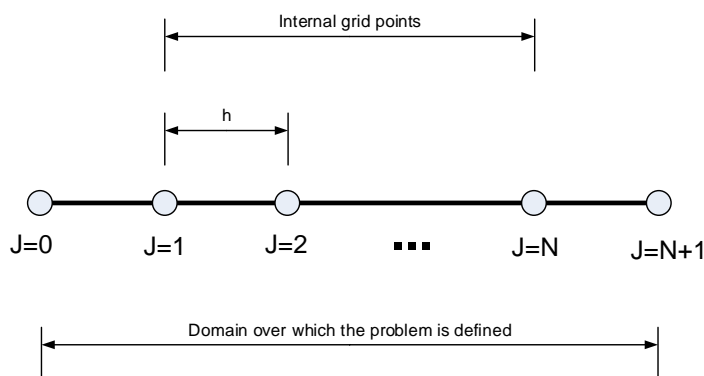 Internal grid points
h
J=0 J=1 J=2 ... J=N J=N+1
Domain over which the problem is defined